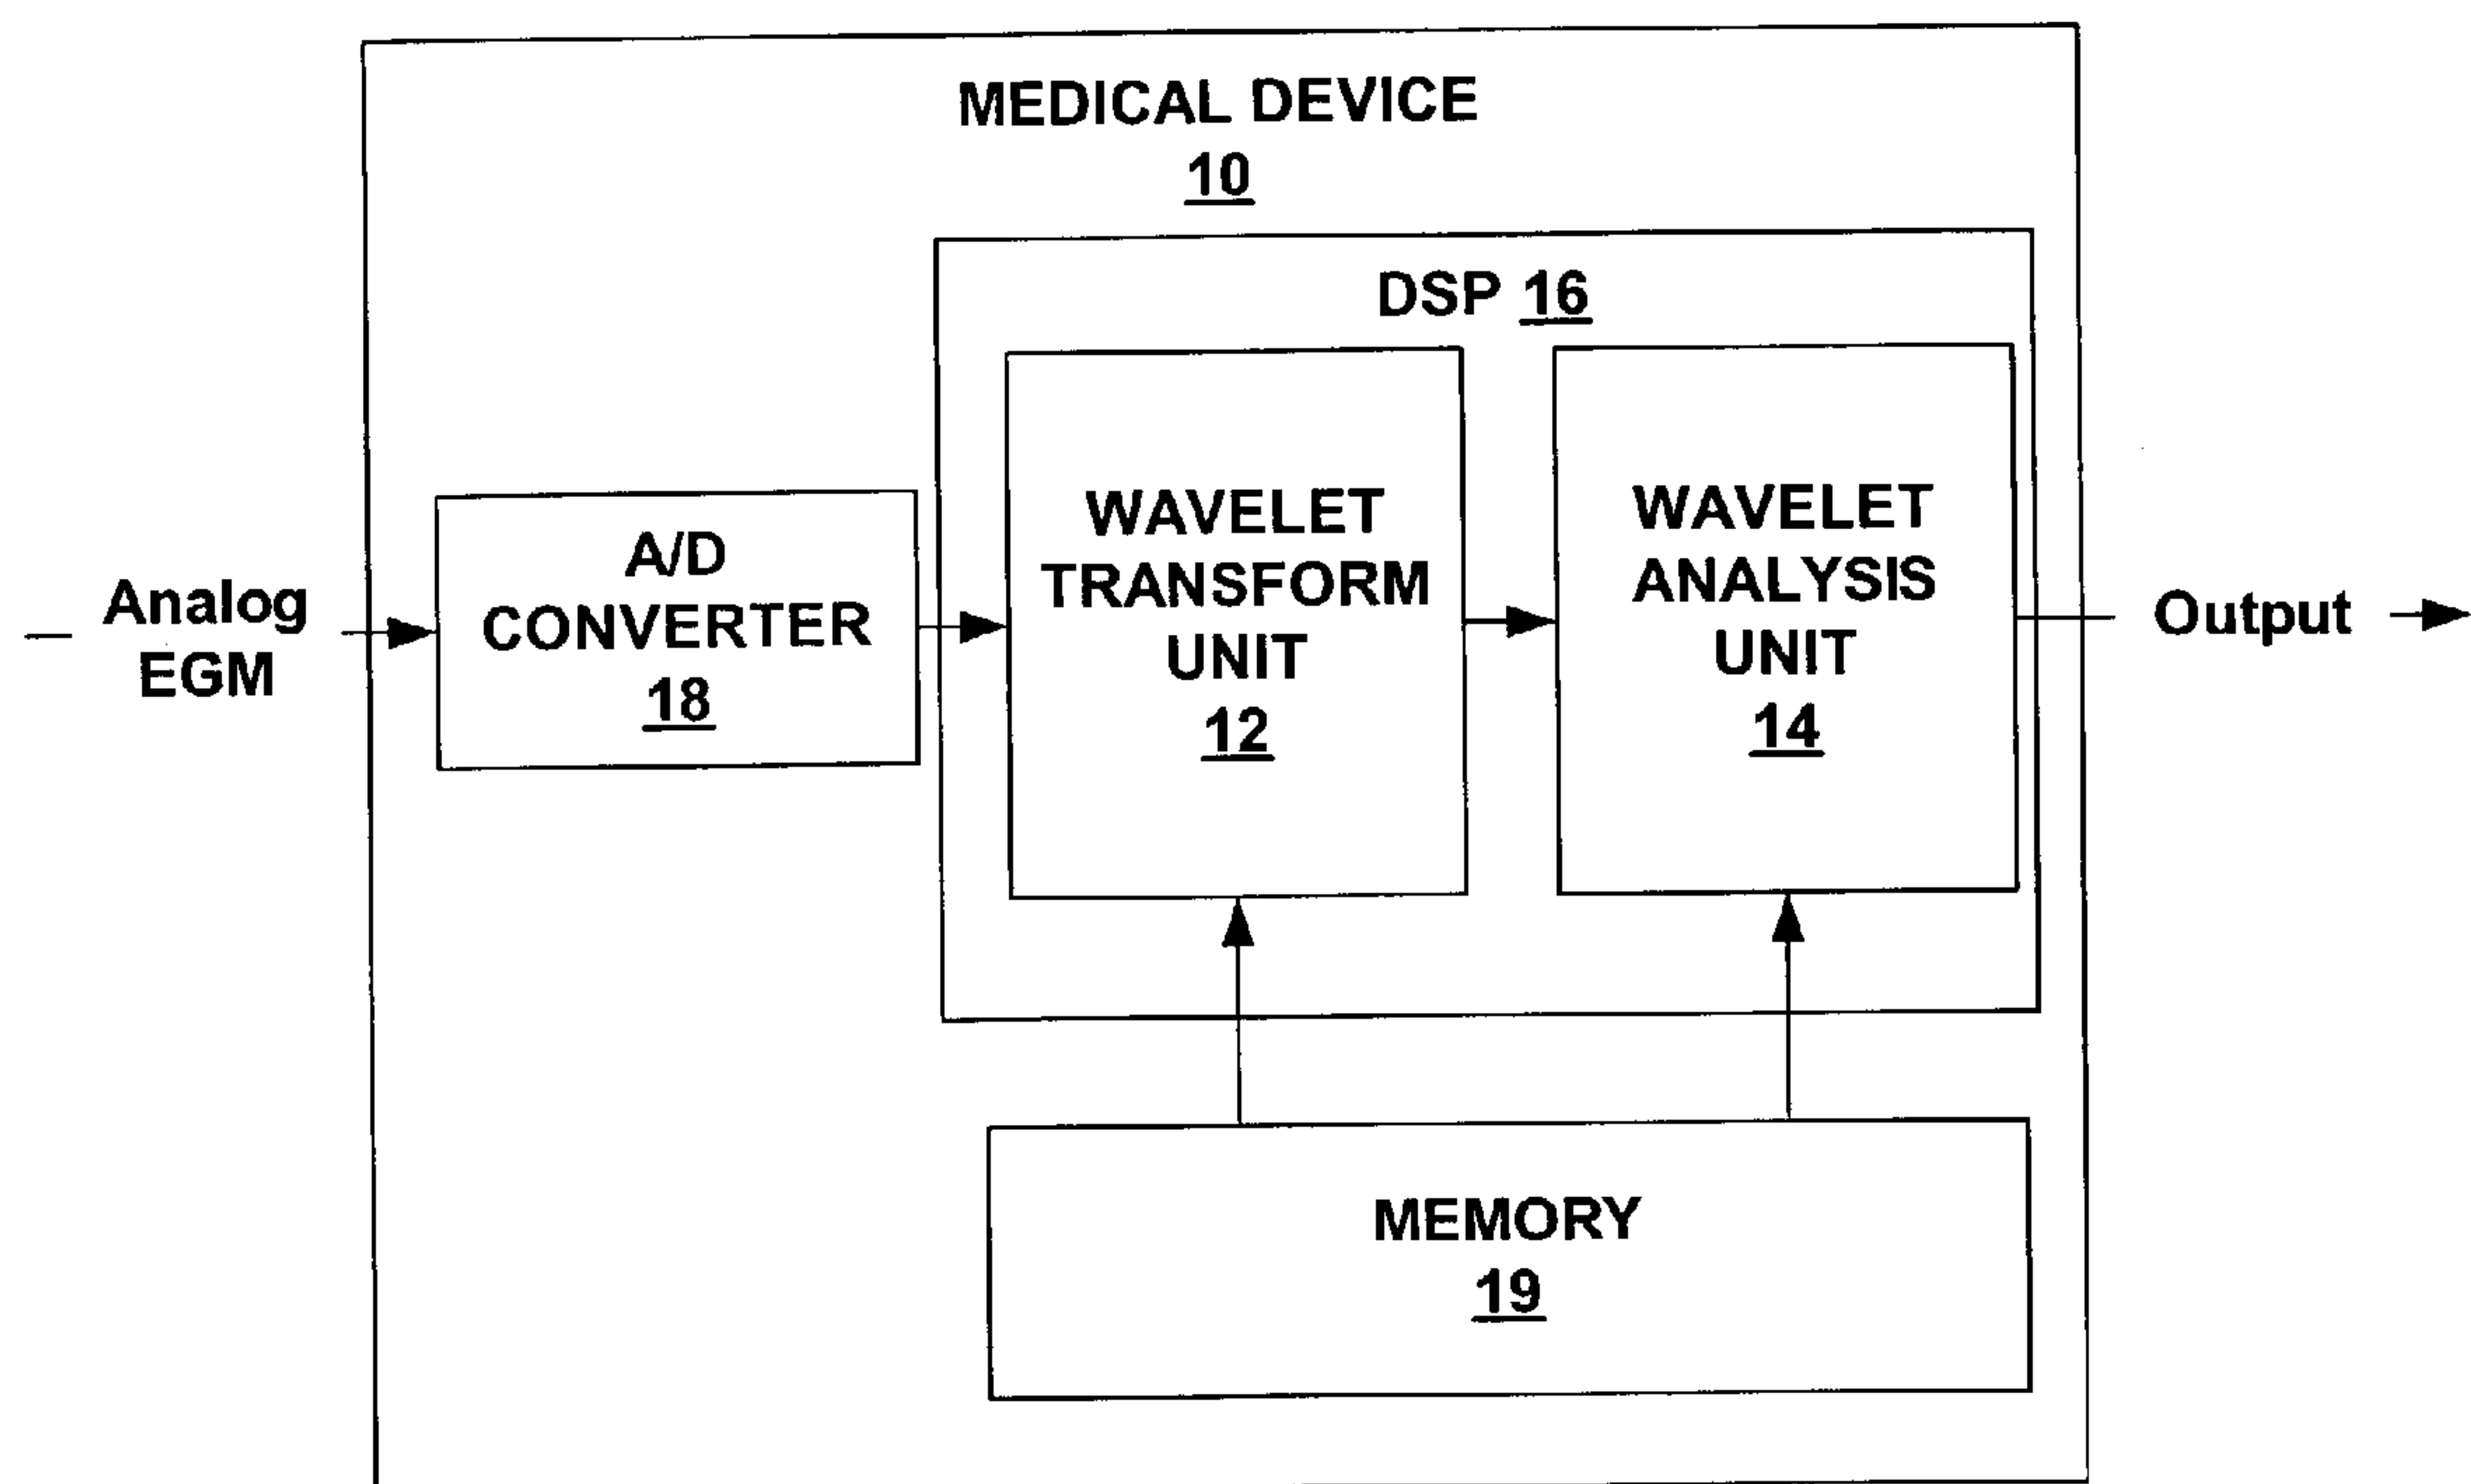 MEDICAL DEVICE
10
DSP 16
Analog
EGM
A/D
CONVERTER
18
WAVELET
TRANSFORM
UNIT
12
WAVELET
ANALYSIS
UNIT
14
Output
MEMORY
19